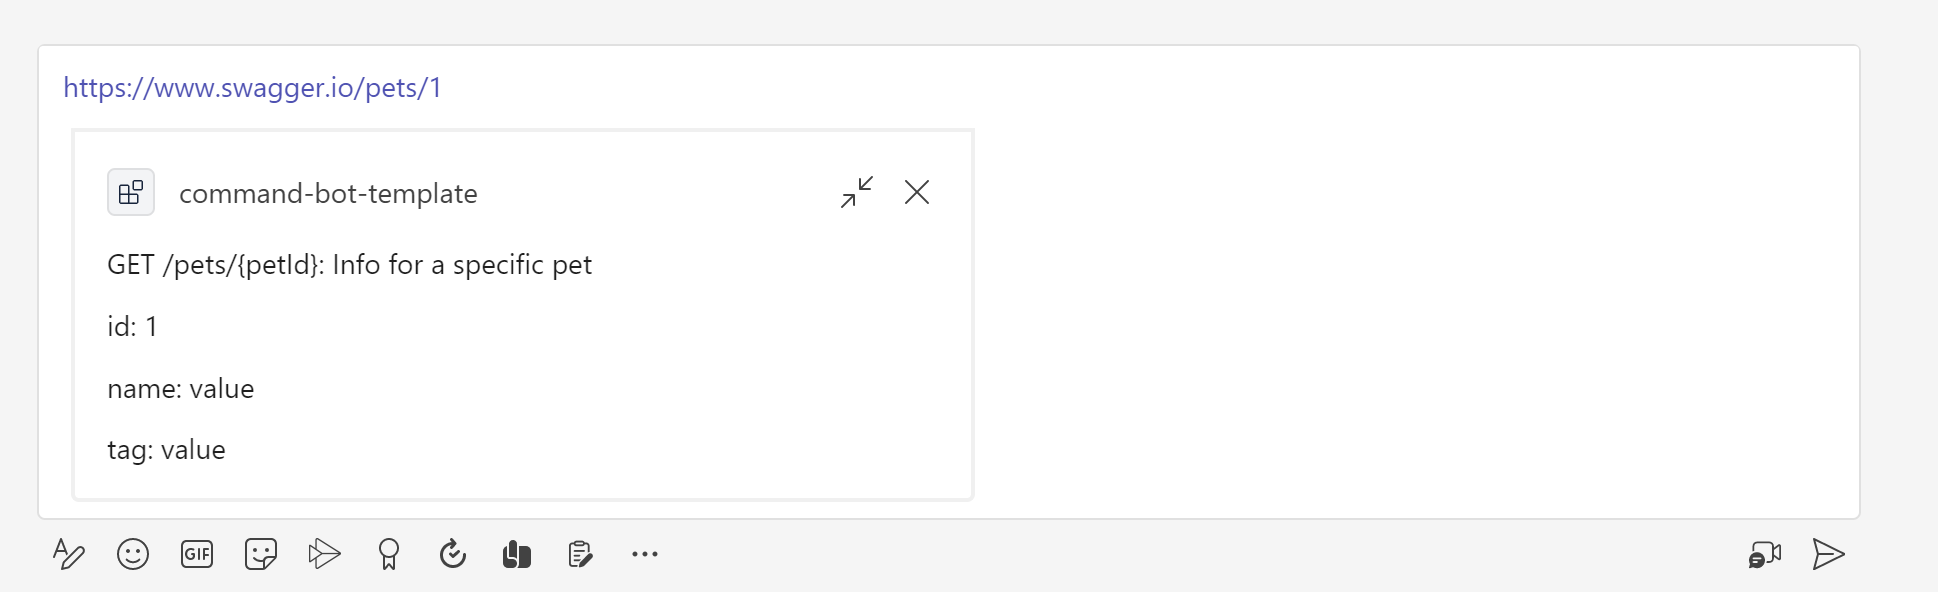 https://www.swagger.io/pets/1
command-bot-template
GET /pets/{petId}: Info for a specific pet
id: 1
name: value
tag: value
GIF